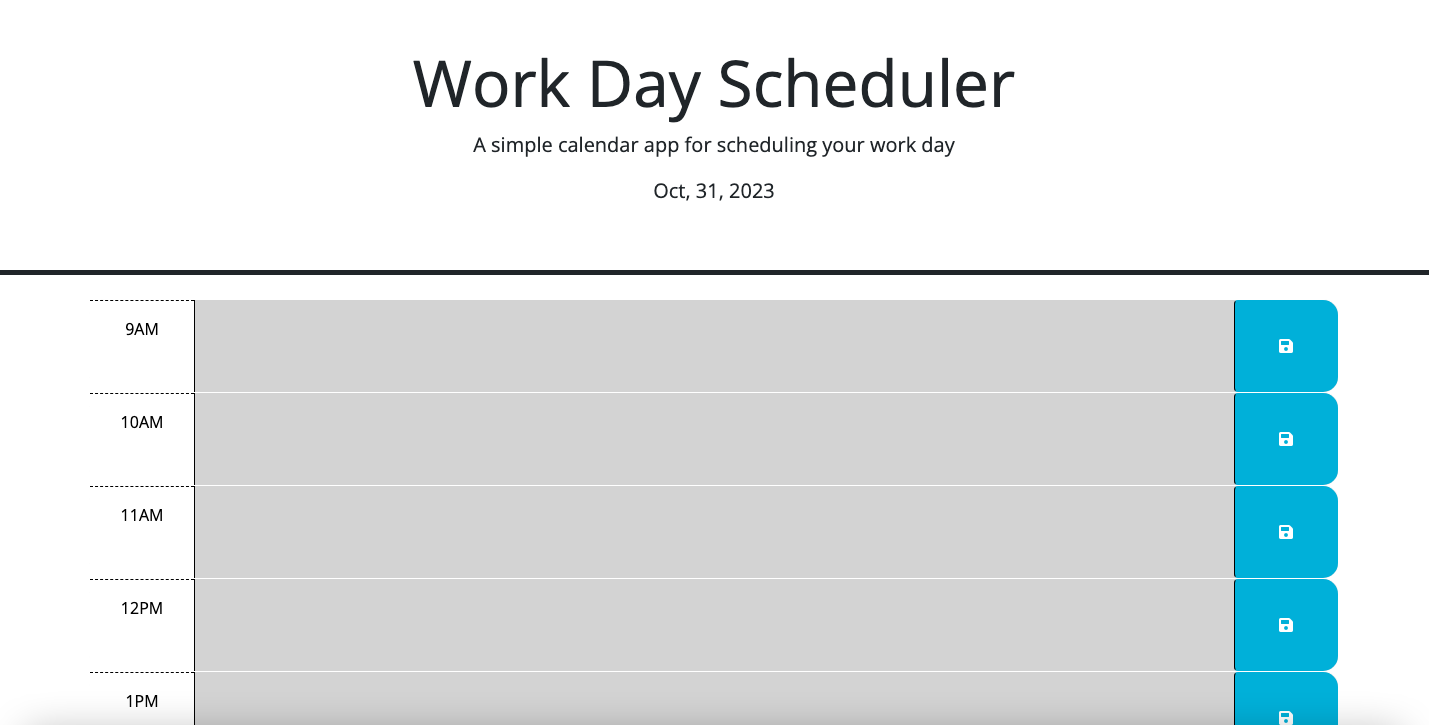 Work Day Scheduler
A simple calendar app for scheduling your work day
Oct, 31, 2023
9AM
10AM
11AM
12PM
1PM